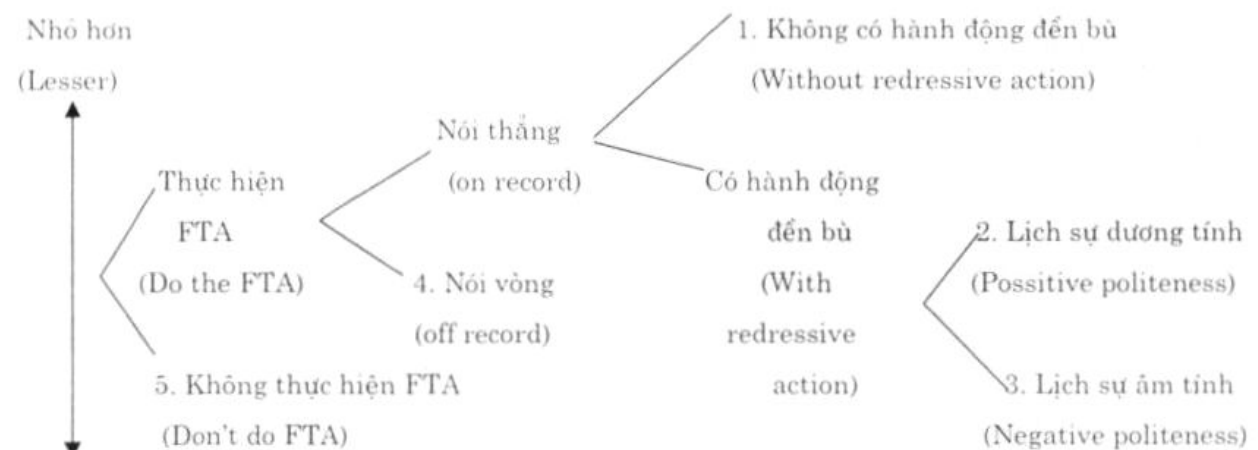 Nhỏ hơn
(Lesser)
1. Không có hành động đền bù
(Without redressive action)
Nói thẳng
(on record)
Thực hiện
FTA
(Do the FTA)
Có hành động
đền bù
(With
redressive
action)
2. Lịch sự dương tính
(Possitive politeness)
4. Nói vòng
(off record)
5. Không thực hiện FTA
(Don't do FTA)
3. Lịch sự âm tính
(Negative politeness)